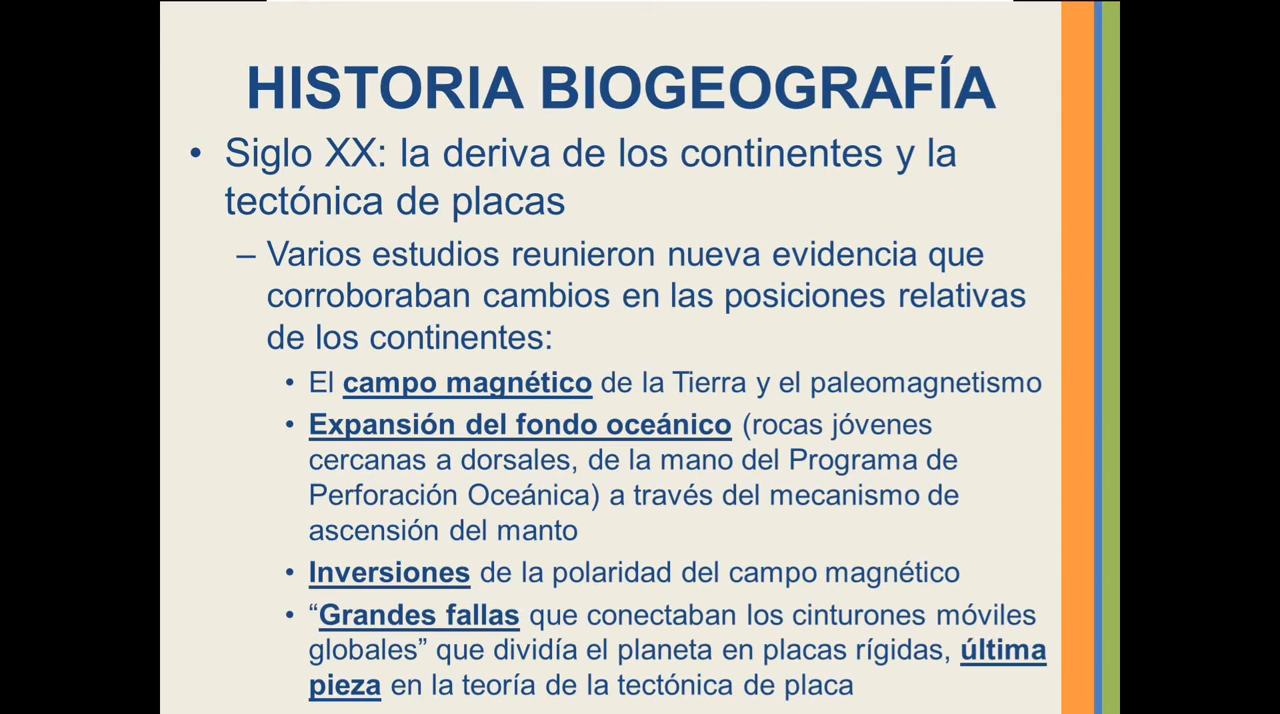 HISTORIA BIOGEOGRAFÍA
• Siglo XX: la deriva de los continentes y la
tectónica de placas
– Varios estudios reunieron nueva evidencia que
corroboraban cambios en las posiciones relativas
de los continentes:
• El campo magnético de la Tierra y el paleomagnetismo
• Expansión del fondo oceánico (rocas jóvenes
cercanas a dorsales, de la mano del Programa de
Perforación Oceánica) a través del mecanismo de
ascensión del manto
• Inversiones de la polaridad del campo magnético
• “Grandes fallas que conectaban los cinturones móviles
globales” que dividía el planeta en placas rígidas, última
pieza en la teoría de la tectónica de placa